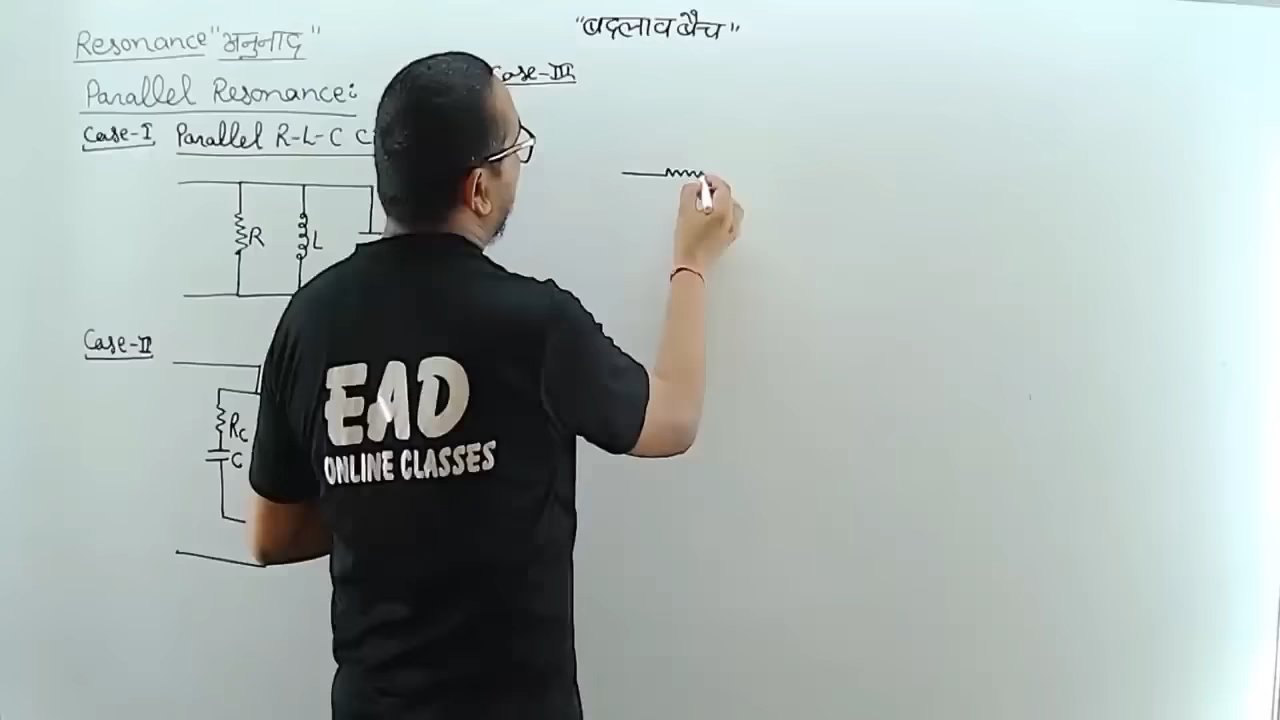 "बदलाव बैच"
Resonance "अनुनाद"
Parallel Resonance:
Case-I Parallel R-L-C
R
L
Case-II
Rc
C
Case-III
EAD
ONLINE CLASSES